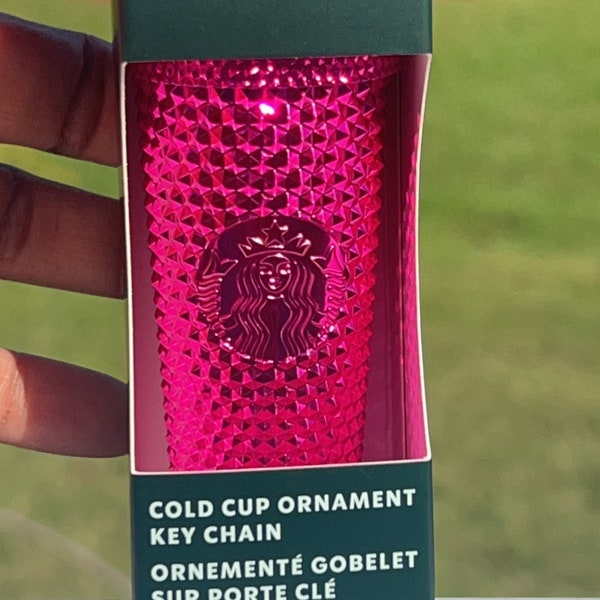 COLD CUP ORNAMENT
KEY CHAIN
ORNEMENTÉ GOBELET
SUR PORTE CLÉ